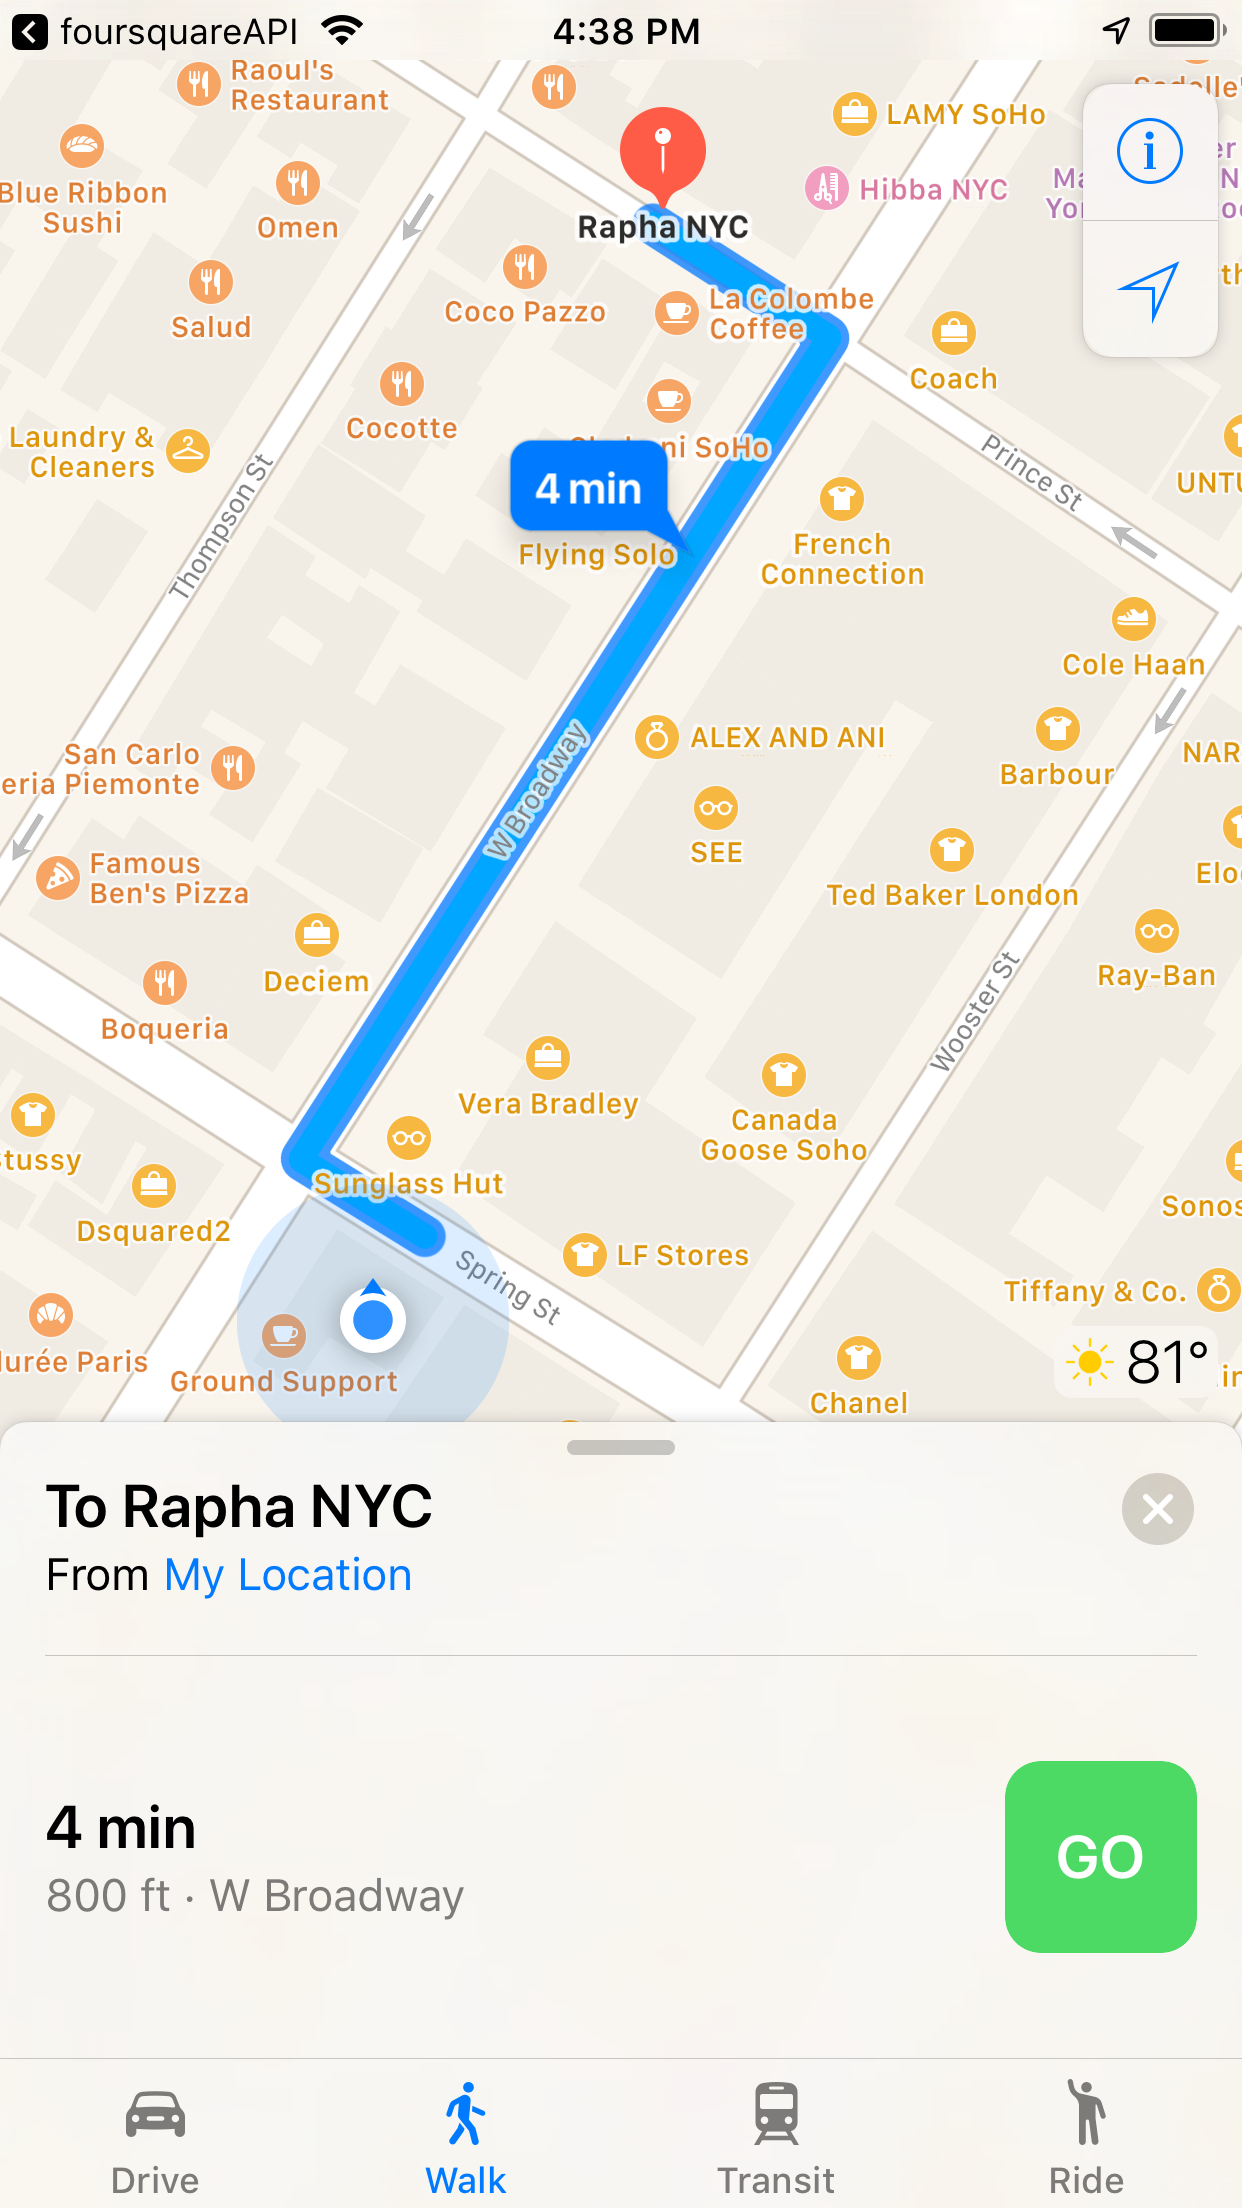 foursquareAPI
4:38 PM
Raoul's
Restaurant
LAMY SoHo
Blue Ribbon
Sushi
Omen
Hibba NYC
Rapha NYC
Salud
Coco Pazzo
La Colombe
Coffee
Coach
Cocotte
Laundry &
Cleaners
ni SoHo
Prince St
4 min
UNTU
Thompson St
Flying Solo
French
Connection
Cole Haan
ALEX AND ANI
San Carlo
eria Piemonte
W Broadway
NAR
Barbour
SEE
Famous
Ben's Pizza
Ted Baker London
Elo
Deciem
Ray-Ban
Boqueria
Wooster St
Vera Bradley
Canada
Goose Soho
tussy
Sunglass Hut
Dsquared2
Sonos
LF Stores
Spring St
Tiffany & Co.
urée Paris
Ground Support
81°
Chanel
To Rapha NYC
From My Location
4 min
800 ft · W Broadway
GO
Drive
Walk
Transit
Ride